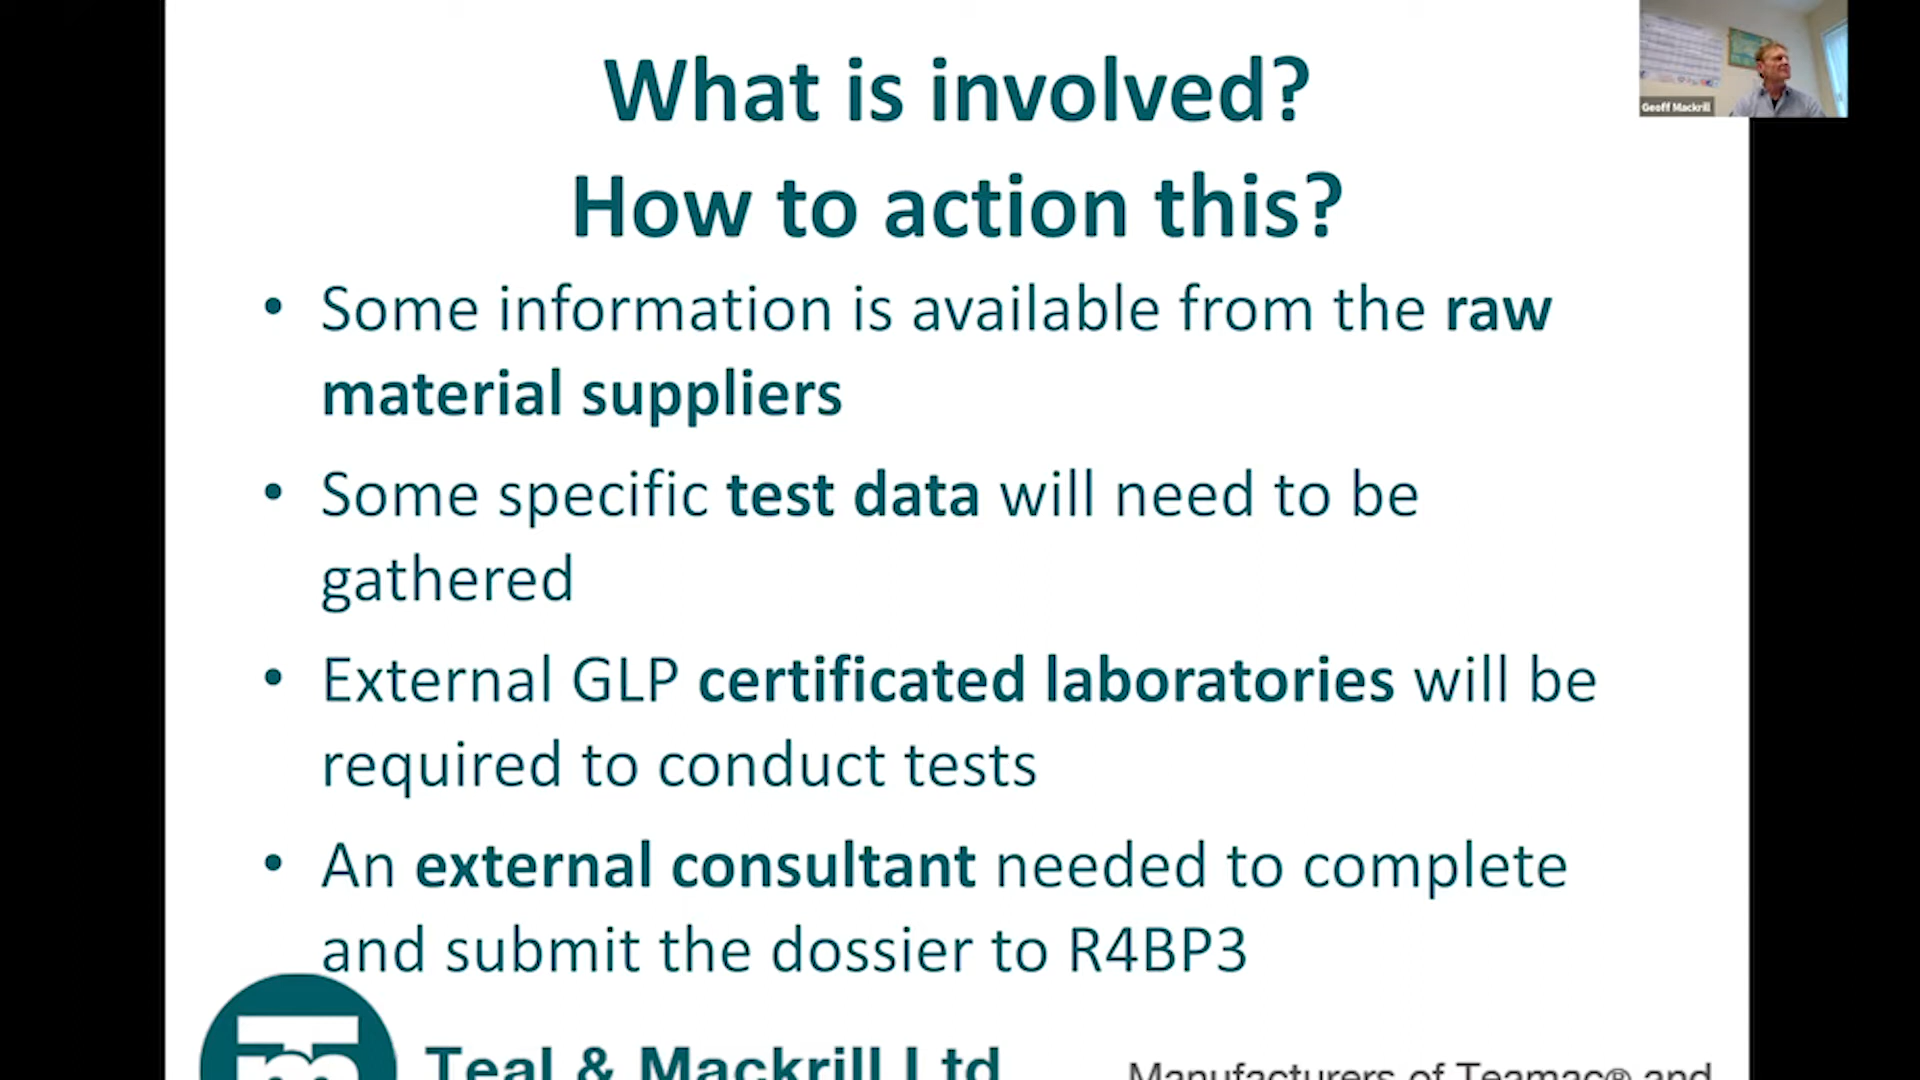 What is involved?
How to action this?
Geoff Mackrill
• Some information is available from the raw
material suppliers
• Some specific test data will need to be
gathered
• External GLP certificated laboratories will be
required to conduct tests
• An external consultant needed to complete
and submit the dossier to R4BP3
Tm
Teal & Mackrill Ltd
Manufacturers of Teamac® and